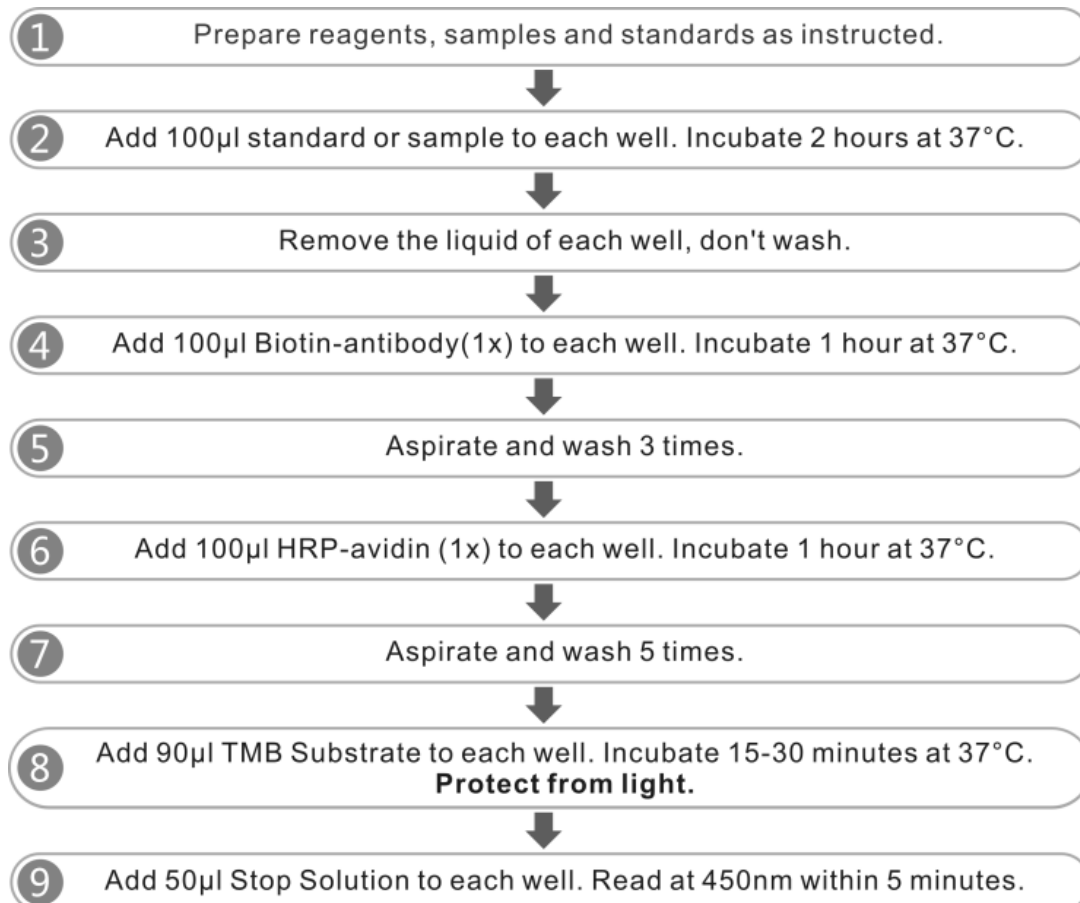 1 Prepare reagents, samples and standards as instructed.
2 Add 100µl standard or sample to each well. Incubate 2 hours at 37°C.
3 Remove the liquid of each well, don't wash.
4 Add 100µl Biotin-antibody(1x) to each well. Incubate 1 hour at 37°C.
5 Aspirate and wash 3 times.
6 Add 100µl HRP-avidin (1x) to each well. Incubate 1 hour at 37°C.
7 Aspirate and wash 5 times.
8 Add 90µl TMB Substrate to each well. Incubate 15-30 minutes at 37°C.
Protect from light.
9 Add 50µl Stop Solution to each well. Read at 450nm within 5 minutes.